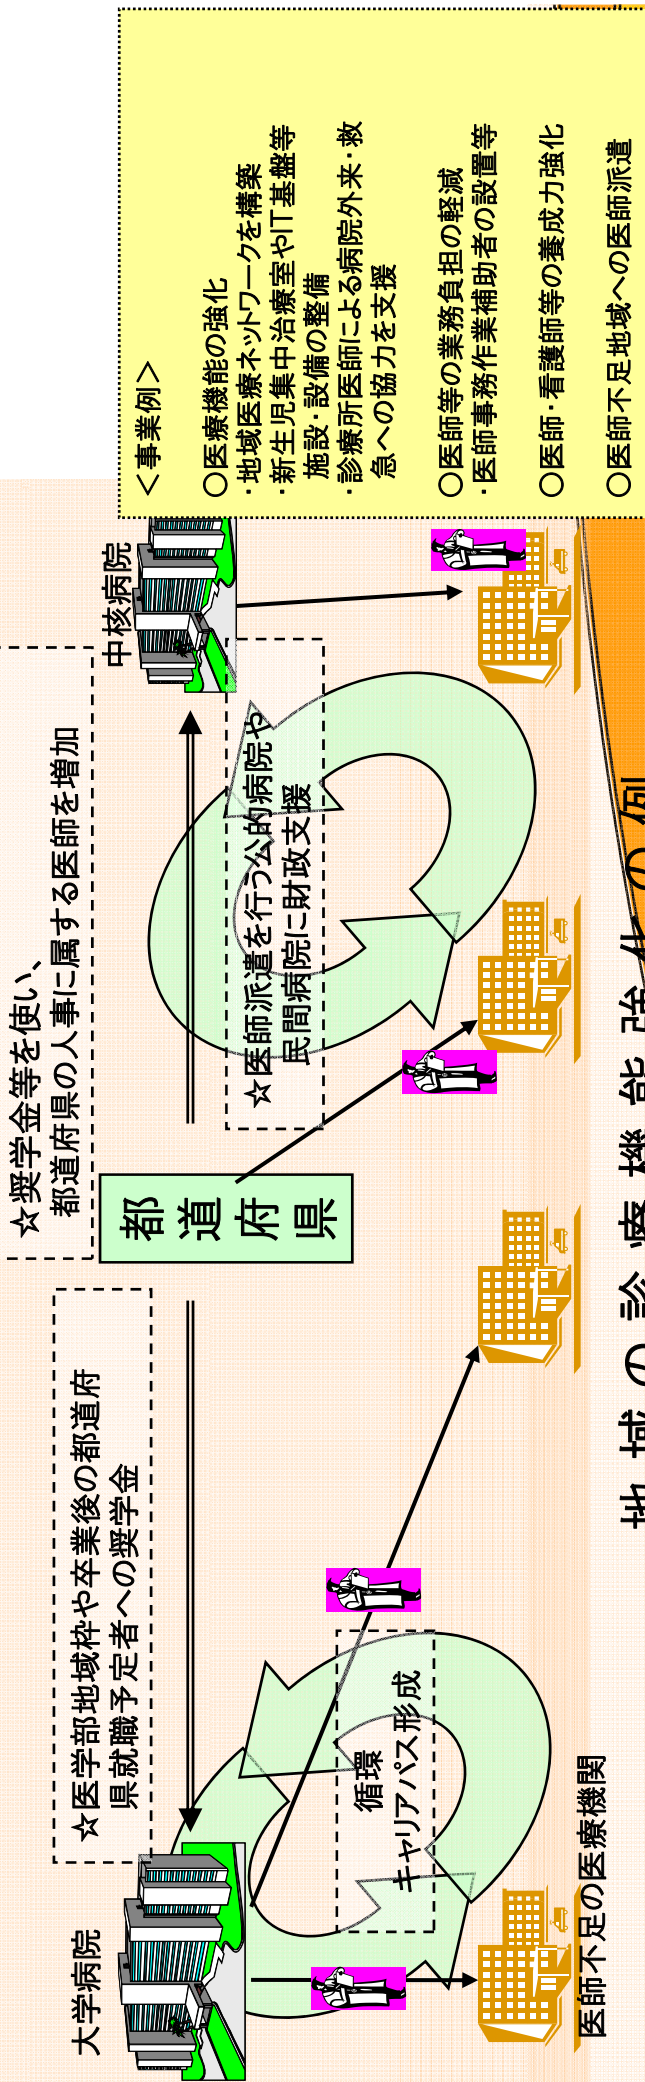 ☆奨学金等を使い、
都道府県の人事に属する医師を増加
☆医学部地域枠や卒業後の都道府
県就職予定者への奨学金
大学病院
都道府県
中核病院
☆医師派遣を行う公的病院や
民間病院に財政支援
循環
キャリアパス形成
医師不足の医療機関
＜事業例＞
○医療機能の強化
・地域医療ネットワークを構築
・新生児集中治療室やIT基盤等
施設・設備の整備
・診療所医師による病院外来・救
急への協力を支援
○医師等の業務負担の軽減
・医師事務作業補助者の設置等
○医師・看護師等の養成力強化
○医師不足地域への医師派遣
地域の診療機能強化の例